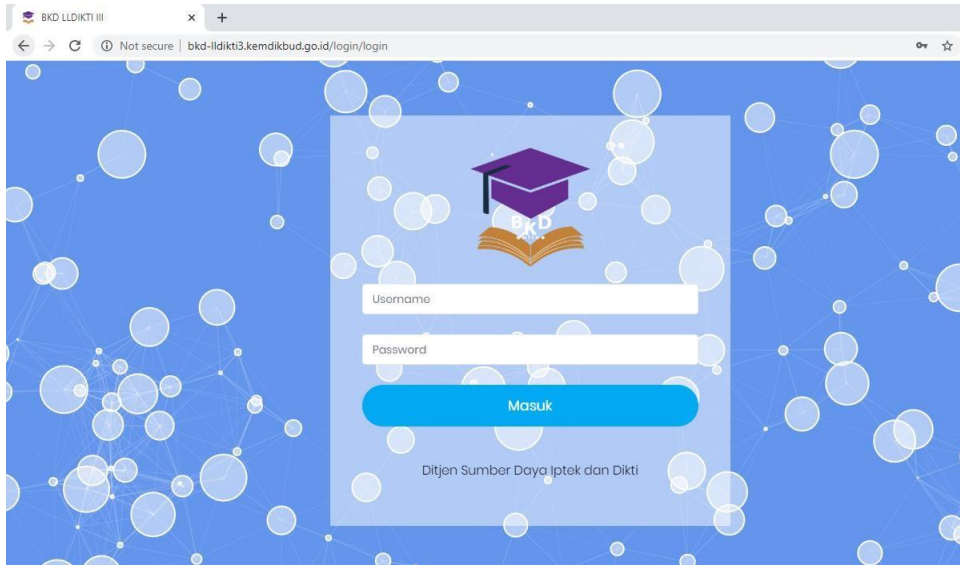 BKD LLDIKTI III
Not secure | bkd-lldikti3.kemdikbud.go.id/login/login
BKD
Username
Password
Masuk
Ditjen Sumber Daya Iptek dan Dikti